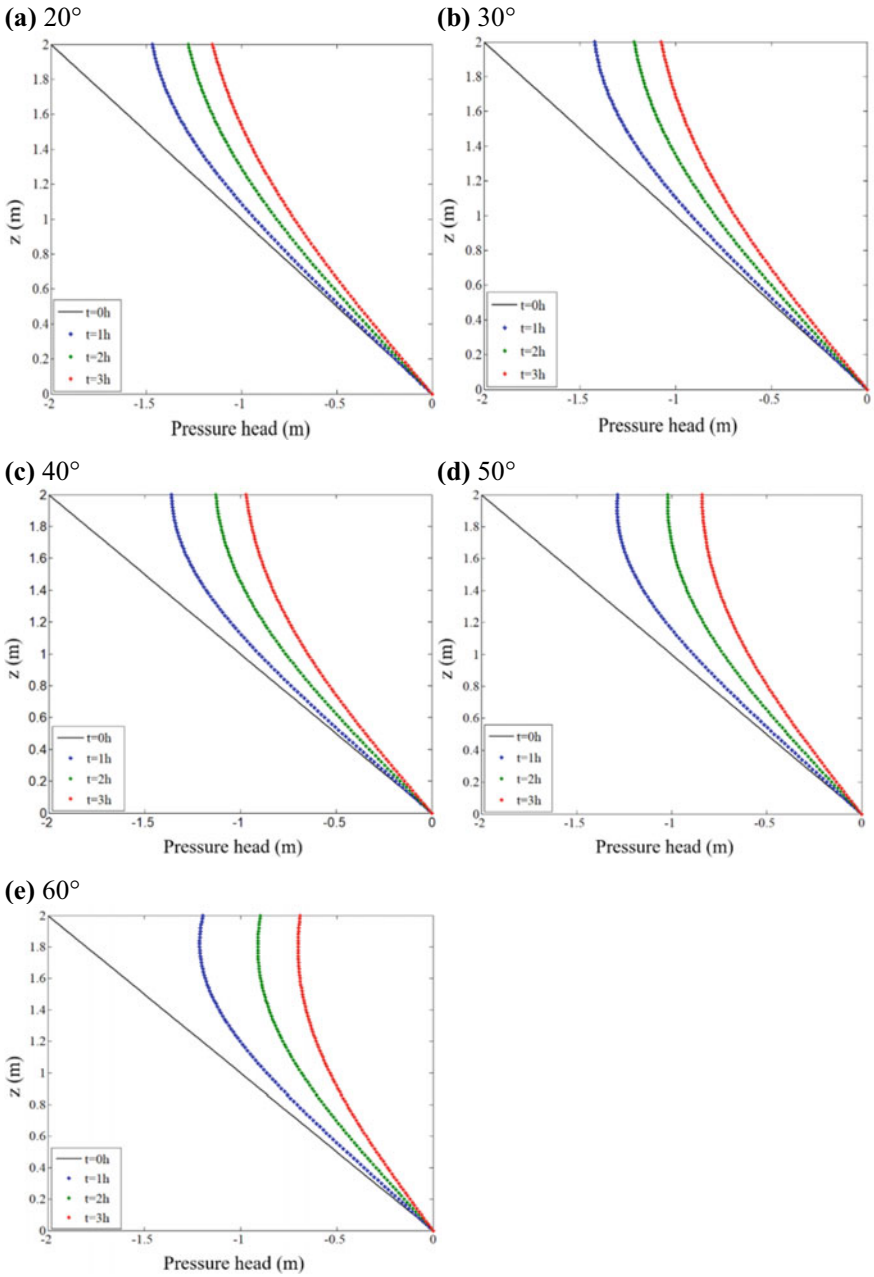 (a) 20°
(b) 30°
2
1.8
1.6
1.4
1.2
1
0.8
0.6
0.4
0.2
0
z (m)
t=0h
t=1h
t=2h
t=3h
-2
-1.5
-1
-0.5
0
Pressure head (m)
2
1.8
1.6
1.4
1.2
1
0.8
0.6
0.4
0.2
0
z (m)
t=0h
t=1h
t=2h
t=3h
-2
-1.5
-1
-0.5
0
Pressure head (m)
(c) 40°
(d) 50°
2
1.8
1.6
1.4
1.2
1
0.8
0.6
0.4
0.2
0
z (m)
t=0h
t=1h
t=2h
t=3h
-2
-1.5
-1
-0.5
0
Pressure head (m)
2
1.8
1.6
1.4
1.2
1
0.8
0.6
0.4
0.2
0
z (m)
t=0h
t=1h
t=2h
t=3h
-2
-1.5
-1
-0.5
0
Pressure head (m)
(e) 60°
2
1.8
1.6
1.4
1.2
1
0.8
0.6
0.4
0.2
0
z (m)
t=0h
t=1h
t=2h
t=3h
-2
-1.5
-1
-0.5
0
Pressure head (m)